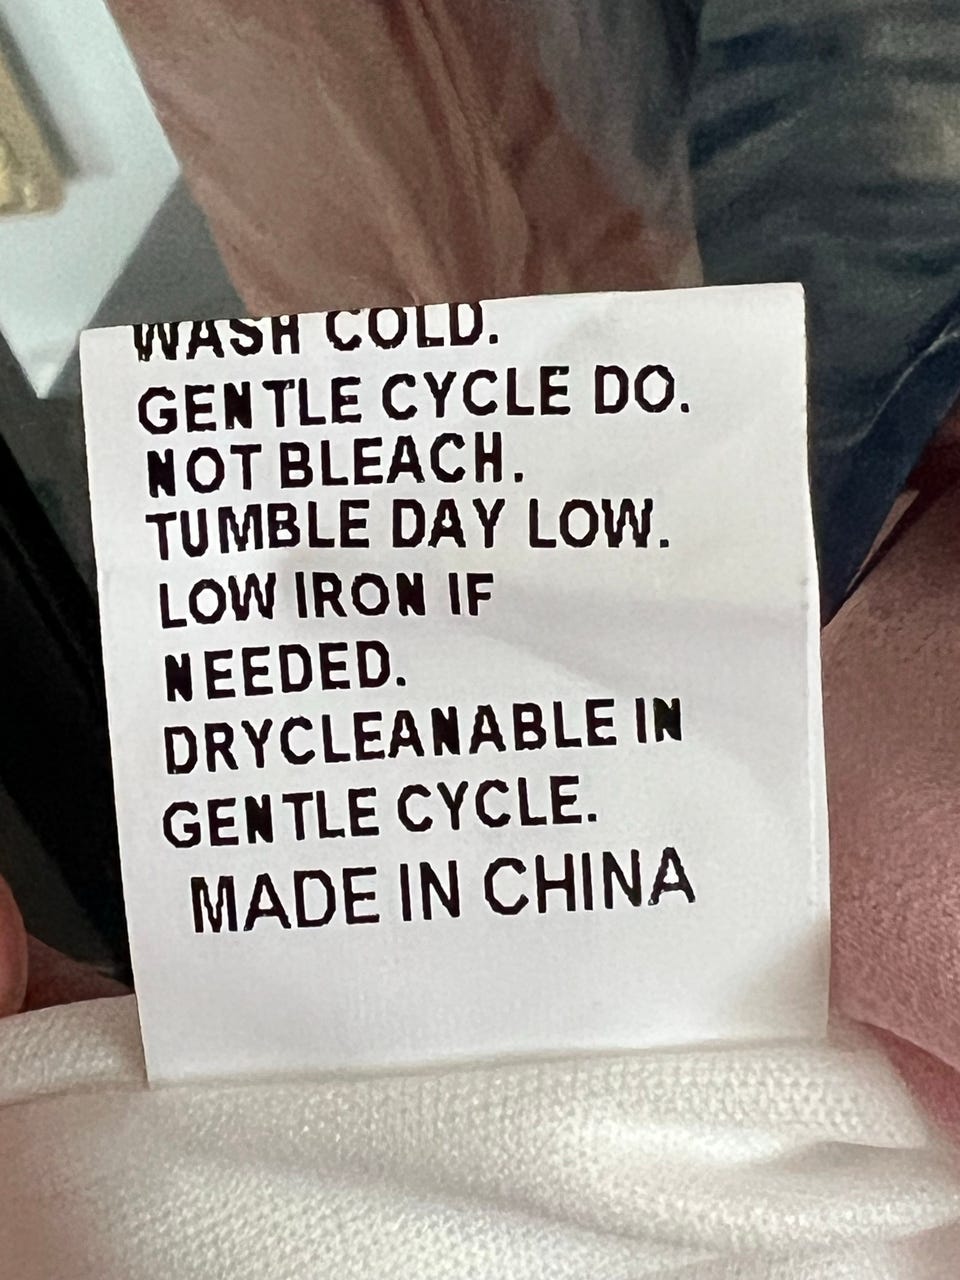 WASH COLD.
GENTLE CYCLE DO.
NOT BLEACH.
TUMBLE DAY LOW.
LOW IRON IF
NEEDED.
DRYCLEANABLE IN
GENTLE CYCLE.
MADE IN CHINA